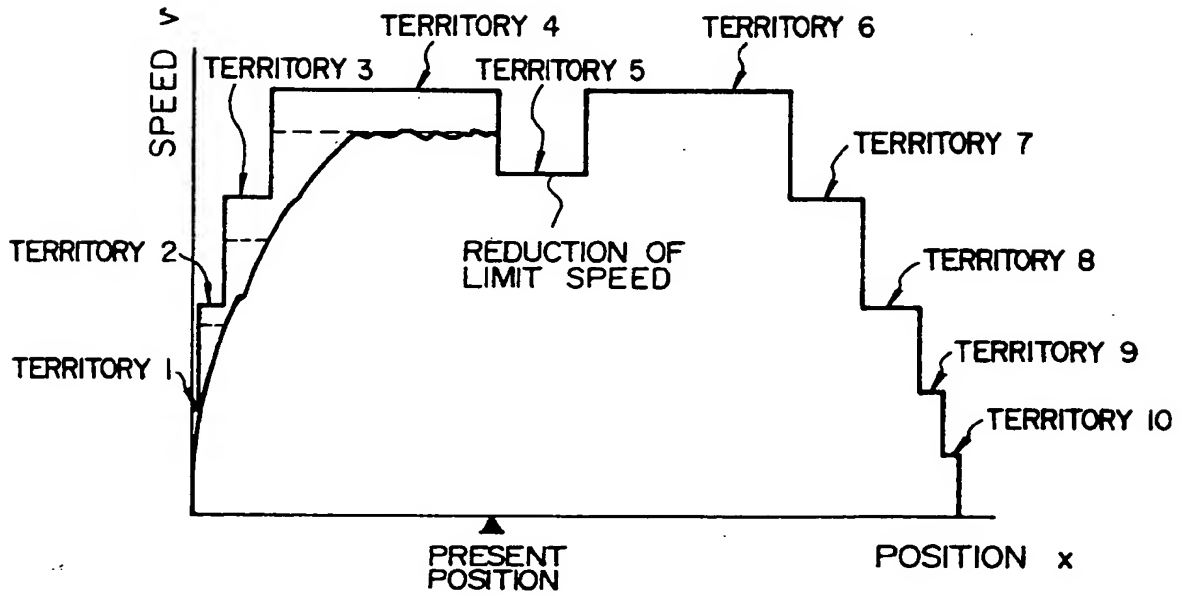 TERRITORY 4
TERRITORY 6
TERRITORY 3
TERRITORY 5
SPEED v
TERRITORY 7
TERRITORY 2
REDUCTION OF
LIMIT SPEED
TERRITORY 8
TERRITORY 1
TERRITORY 9
TERRITORY 10
PRESENT
POSITION
POSITION x